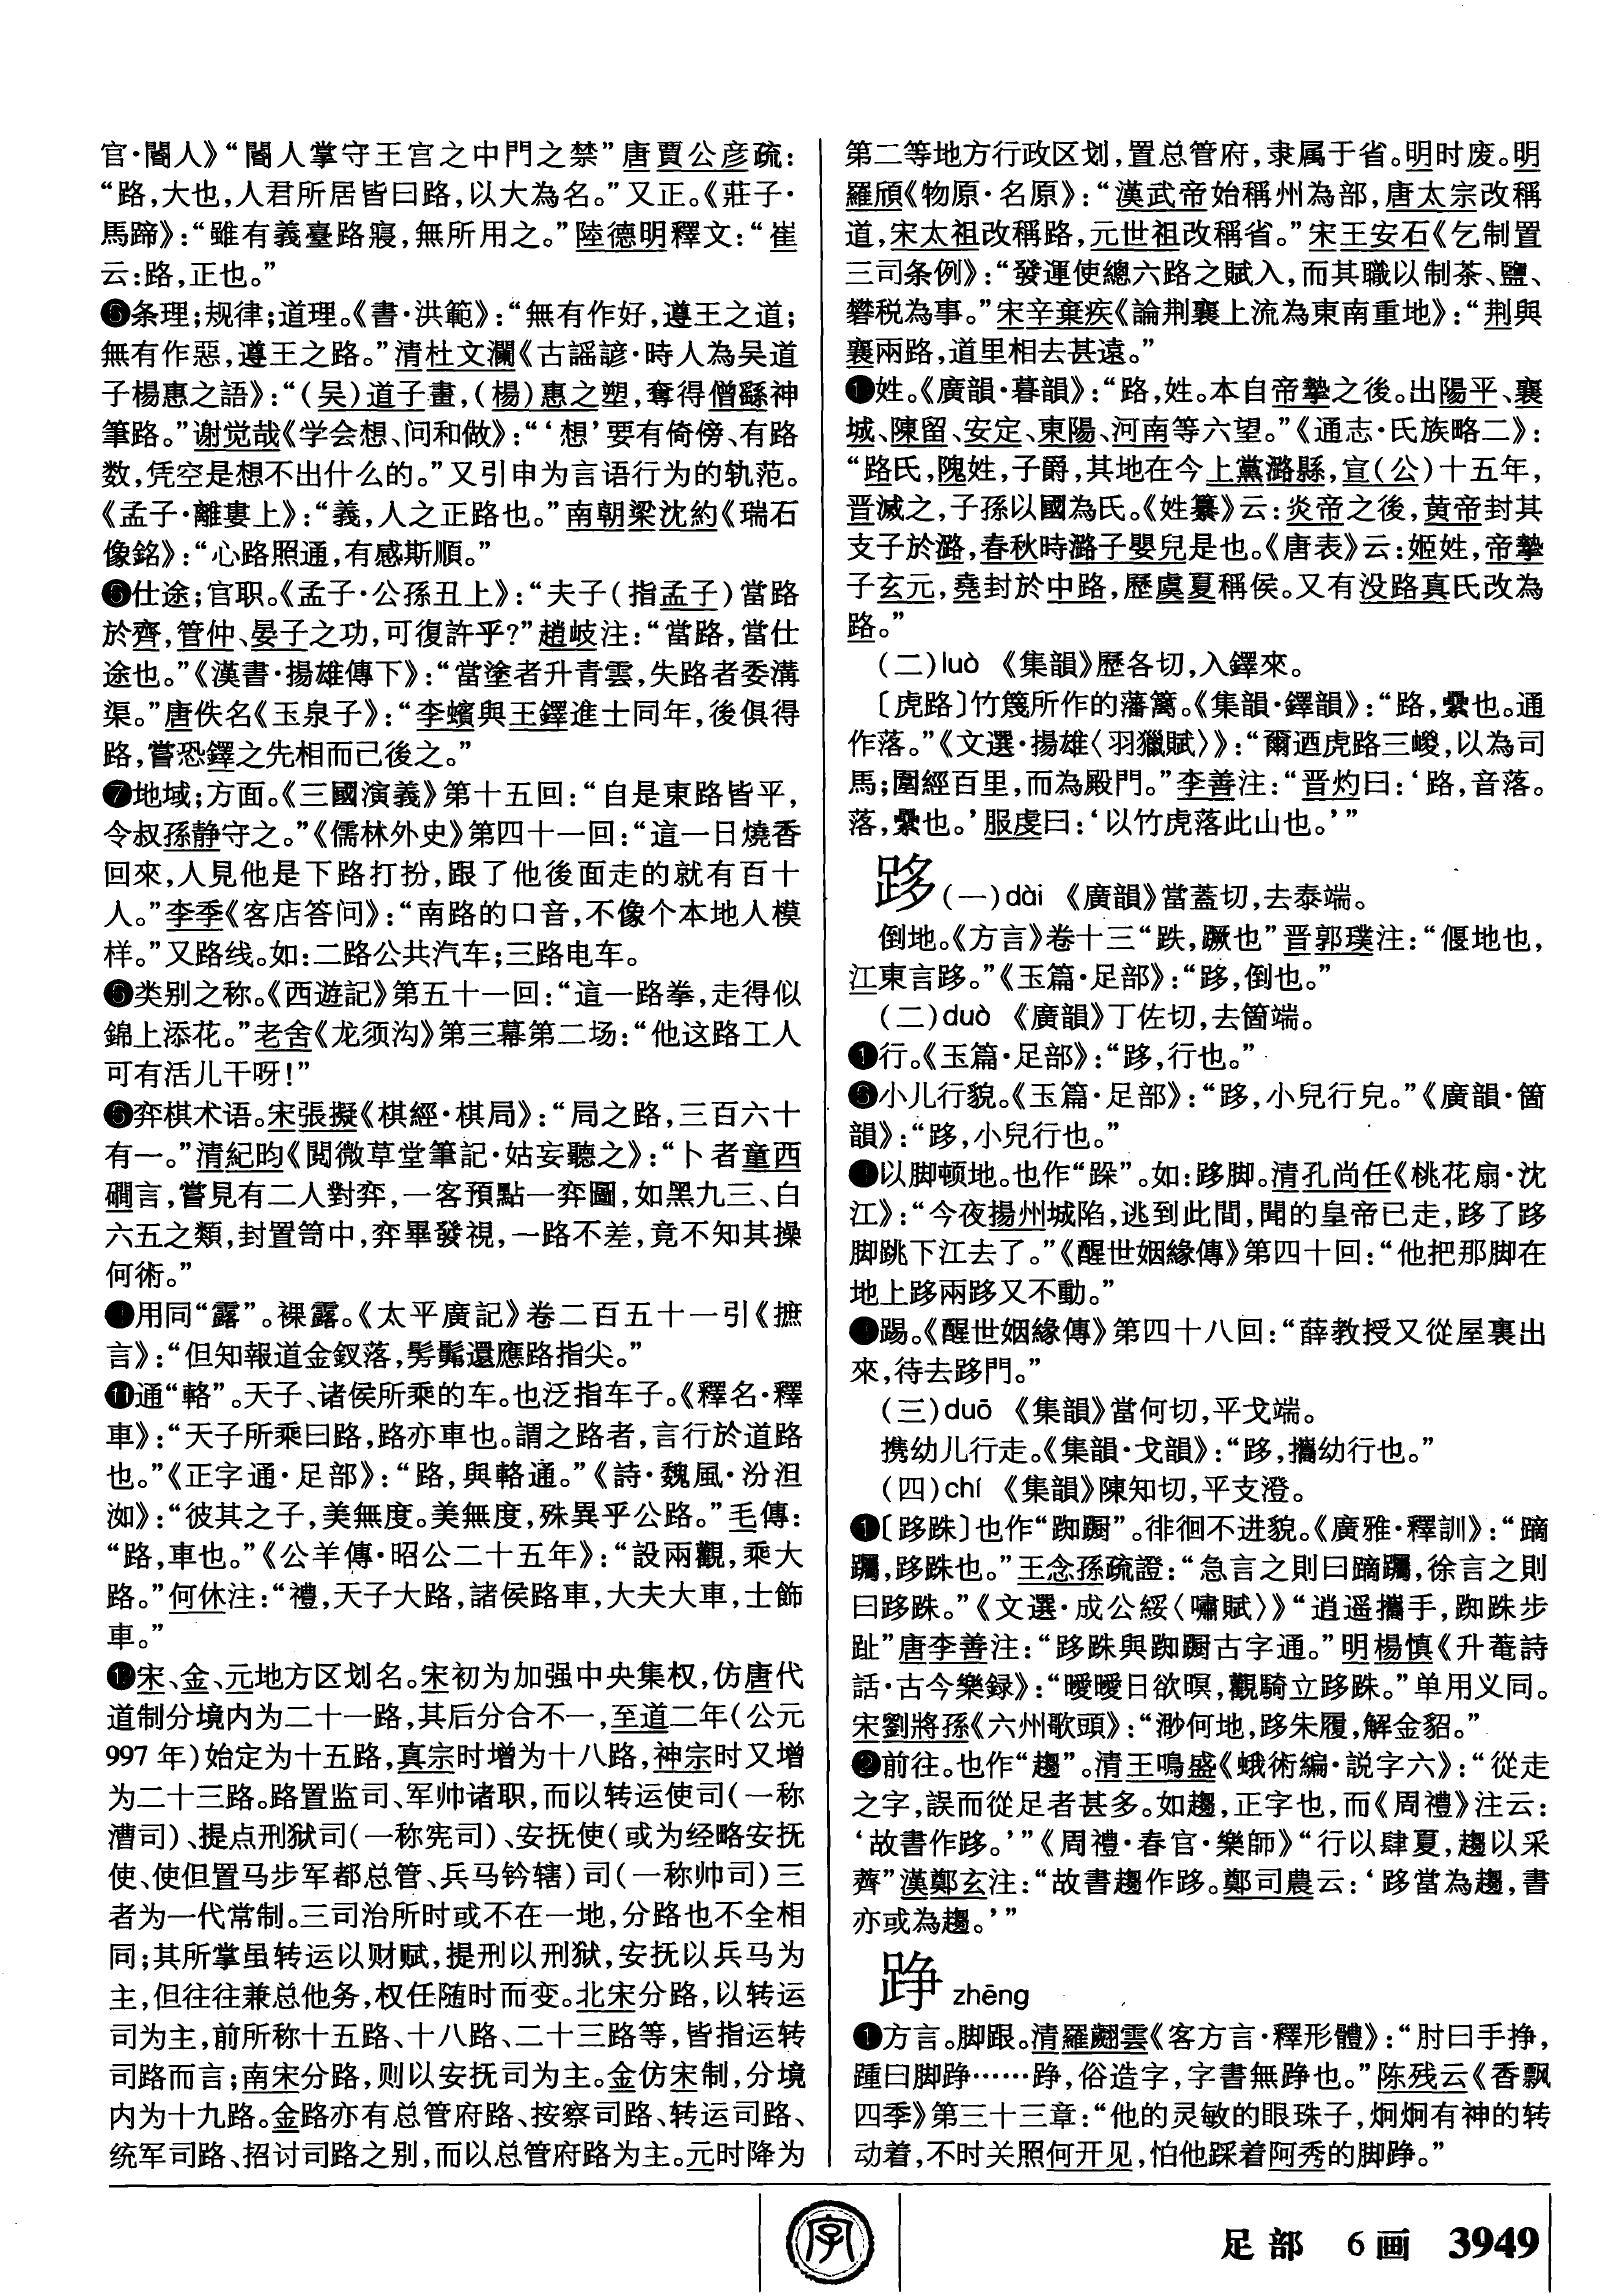 官·閽人》“閽人掌守王宫之中門之禁”唐賈公彦疏：
“路，大也，人君所居皆曰路，以大為名。”又正。《莊子·
馬蹄》：“雖有義臺路寢，無所用之。”陸德明釋文：“崔
云：路，正也。”
❺条理；规律；道理。《書·洪範》：“無有作好，遵王之道；
無有作惡，遵王之路。”清杜文瀾《古謡諺·時人為吴道
子楊惠之語》：“（吴）道子畫，（楊）惠之塑，奪得僧繇神
筆路。”谢觉哉《学会想、问和做》：“‘想’要有倚傍、有路
数，凭空是想不出什么的。”又引申为言语行为的轨范。
《孟子·離婁上》：“義，人之正路也。”南朝梁沈約《瑞石
像銘》：“心路照通，有感斯順。”
❻仕途；官职。《孟子·公孫丑上》：“夫子（指孟子）當路
於齊，管仲、晏子之功，可復許乎？”趙岐注：“當路，當仕
途也。”《漢書·揚雄傳下》：“當塗者升青雲，失路者委溝
渠。”唐佚名《玉泉子》：“李蠙與王鐸進士同年，後俱得
路，嘗恐鐸之先相而己後之。”
❼地域；方面。《三國演義》第十五回：“自是東路皆平，
令叔孫静守之。”《儒林外史》第四十一回：“這一日燒香
回來，人見他是下路打扮，跟了他後面走的就有百十
人。”李季《客店答问》：“南路的口音，不像个本地人模
样。”又路线。如：二路公共汽车；三路电车。
❽类别之称。《西遊記》第五十一回：“這一路拳，走得似
錦上添花。”老舍《龙须沟》第三幕第二场：“他这路工人
可有活儿干呀！”
❾弈棋术语。宋張擬《棋經·棋局》：“局之路，三百六十
有一。”清紀昀《閲微草堂筆記·姑妄聽之》：“卜者童西
磵言，嘗見有二人對弈，一客預點一弈圖，如黑九三、白
六五之類，封置笥中，弈畢發視，一路不差，竟不知其操
何術。”
❿用同“露”。裸露。《太平廣記》卷二百五十一引《摭
言》：“但知報道金釵落，髣髴還應路指尖。”
⓫通“輅”。天子、诸侯所乘的车。也泛指车子。《釋名·釋
車》：“天子所乘曰路，路亦車也。謂之路者，言行於道路
也。”《正字通·足部》：“路，與輅通。”《詩·魏風·汾沮
洳》：“彼其之子，美無度。美無度，殊異乎公路。”毛傳：
“路，車也。”《公羊傳·昭公二十五年》：“設兩觀，乘大
路。”何休注：“禮，天子大路，諸侯路車，大夫大車，士飾
車。”
⓬宋、金、元地方区划名。宋初为加强中央集权，仿唐代
道制分境内为二十一路，其后分合不一，至道二年（公元
997年）始定为十五路，真宗时增为十八路，神宗时又增
为二十三路。路置监司、军帅诸职，而以转运使司（一称
漕司）、提点刑狱司（一称宪司）、安抚使（或为经略安抚
使、使但置马步军都总管、兵马钤辖）司（一称帅司）三
者为一代常制。三司治所时或不在一地，分路也不全相
同；其所掌虽转运以财赋，提刑以刑狱，安抚以兵马为
主，但往往兼总他务，权任随时而变。北宋分路，以转运
司为主，前所称十五路、十八路、二十三路等，皆指运转
司路而言；南宋分路，则以安抚司为主。金仿宋制，分境
内为十九路。金路亦有总管府路、按察司路、转运司路、
统军司路、招讨司路之别，而以总管府路为主。元时降为
第二等地方行政区划，置总管府，隶属于省。明时废。明
羅頎《物原·名原》：“漢武帝始稱州為部，唐太宗改稱
道，宋太祖改稱路，元世祖改稱省。”宋王安石《乞制置
三司条例》：“發運使總六路之賦入，而其職以制茶、鹽、
礬税為事。”宋辛棄疾《論荆襄上流為東南重地》：“荆與
襄兩路，道里相去甚遠。”
⓭姓。《廣韻·暮韻》：“路，姓。本自帝摯之後。出陽平、襄
城、陳留、安定、東陽、河南等六望。”《通志·氏族略二》：
“路氏，隗姓，子爵，其地在今上黨潞縣，宣（公）十五年，
晋滅之，子孫以國為氏。《姓纂》云：炎帝之後，黄帝封其
支子於潞，春秋時潞子嬰兒是也。《唐表》云：姬姓，帝摯
子玄元，堯封於中路，歷虞夏稱侯。又有没路真氏改為
路。”
（二）luò 《集韻》歷各切，入鐸來。
〔虎路〕竹篾所作的藩篱。《集韻·鐸韻》：“路，纍也。通
作落。”《文選·揚雄〈羽獵賦〉》：“爾迺虎路三嵕，以為司
馬；圍經百里，而為殿門。”李善注：“晋灼曰：‘路，音落。
落，纍也。’服虔曰：‘以竹虎落此山也。’”
跢（一）dài 《廣韻》當蓋切，去泰端。
倒地。《方言》卷十三“跌，蹶也”晋郭璞注：“偃地也，
江東言跢。”《玉篇·足部》：“跢，倒也。”
（二）duò 《廣韻》丁佐切，去箇端。
❶行。《玉篇·足部》：“跢，行也。”
❷小儿行貌。《玉篇·足部》：“跢，小兒行皃。”《廣韻·箇
韻》：“跢，小兒行也。”
❸以脚顿地。也作“跺”。如：跢脚。清孔尚任《桃花扇·沈
江》：“今夜揚州城陷，逃到此間，聞的皇帝已走，跢了跢
脚跳下江去了。”《醒世姻緣傳》第四十回：“他把那脚在
地上跢兩跢又不動。”
❹踢。《醒世姻緣傳》第四十八回：“薛教授又從屋裏出
來，待去跢門。”
（三）duō 《集韻》當何切，平戈端。
携幼儿行走。《集韻·戈韻》：“跢，攜幼行也。”
（四）chí 《集韻》陳知切，平支澄。
❶〔跢跦〕也作“踟蹰”。徘徊不进貌。《廣雅·釋訓》：“蹢
躅，跢跦也。”王念孫疏證：“急言之則曰蹢躅，徐言之則
曰跢跦。”《文選·成公綏〈嘯賦〉》“逍遥攜手，踟跦步
趾”唐李善注：“跢跦與踟蹰古字通。”明楊慎《升菴詩
話·古今樂録》：“曖曖日欲暝，觀騎立跢跦。”单用义同。
宋劉將孫《六州歌頭》：“渺何地，跢朱履，解金貂。”
❷前往。也作“趨”。清王鳴盛《蛾術編·説字六》：“從走
之字，誤而從足者甚多。如趨，正字也，而《周禮》注云：
‘故書作跢。’”《周禮·春官·樂師》“行以肆夏，趨以采
薺”漢鄭玄注：“故書趨作跢。鄭司農云：‘跢當為趨，書
亦或為趨。’”
踭 zhēng
❶方言。脚跟。清羅翽雲《客方言·釋形體》：“肘曰手挣，
踵曰脚踭……踭，俗造字，字書無踭也。”陈残云《香飘
四季》第三十三章：“他的灵敏的眼珠子，炯炯有神的转
动着，不时关照何开见，怕他踩着阿秀的脚踭。”
字
足部 6画 3949